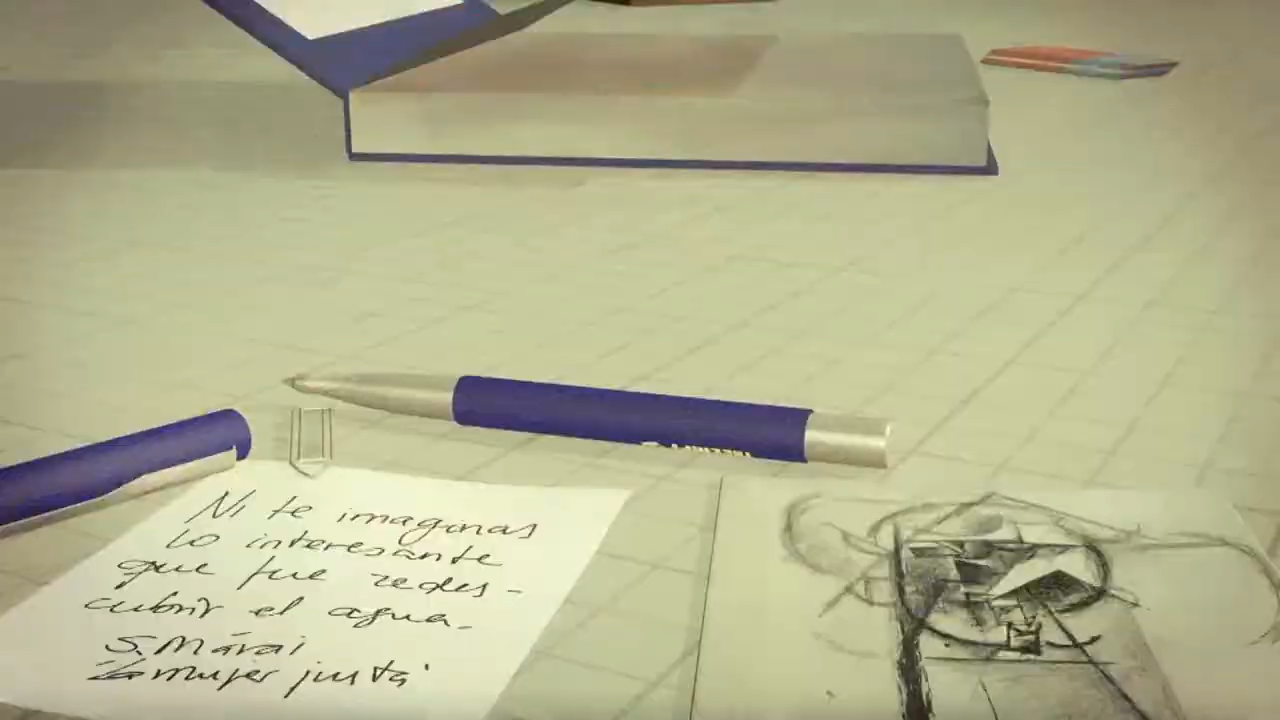 Ni te imaginas
lo interesante
que fue redes-
cubrir el agua.
S. Márai
"La mujer justa"